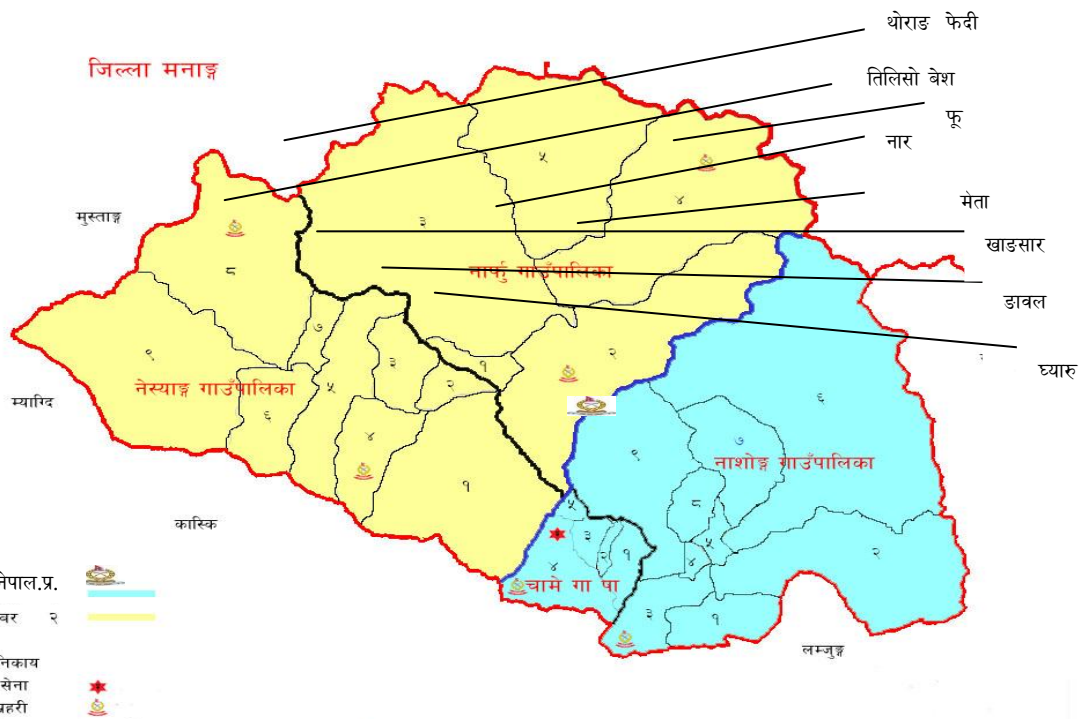 थोराङ फेदी
जिल्ला मनाङ्ग
तिलिसो बेश
फू
नार
५
४
मेता
मुस्ताङ्ग
३
खाङसार
८
नार्फु गाउँपालिका
ङावल
७
९
३
१
२
घ्यारु
नेस्याङ्ग गाउँपालिका
५
२
म्याग्दि
६
६
४
७
९
नाशोङ्ग गाउँपालिका
१
८
५
कास्कि
३
५
२
२
१
४
४
नेपाल.प्र.
चामे गा पा
बर २
३
१
लम्जुङ्ग
निकाय
सेना
प्रहरी